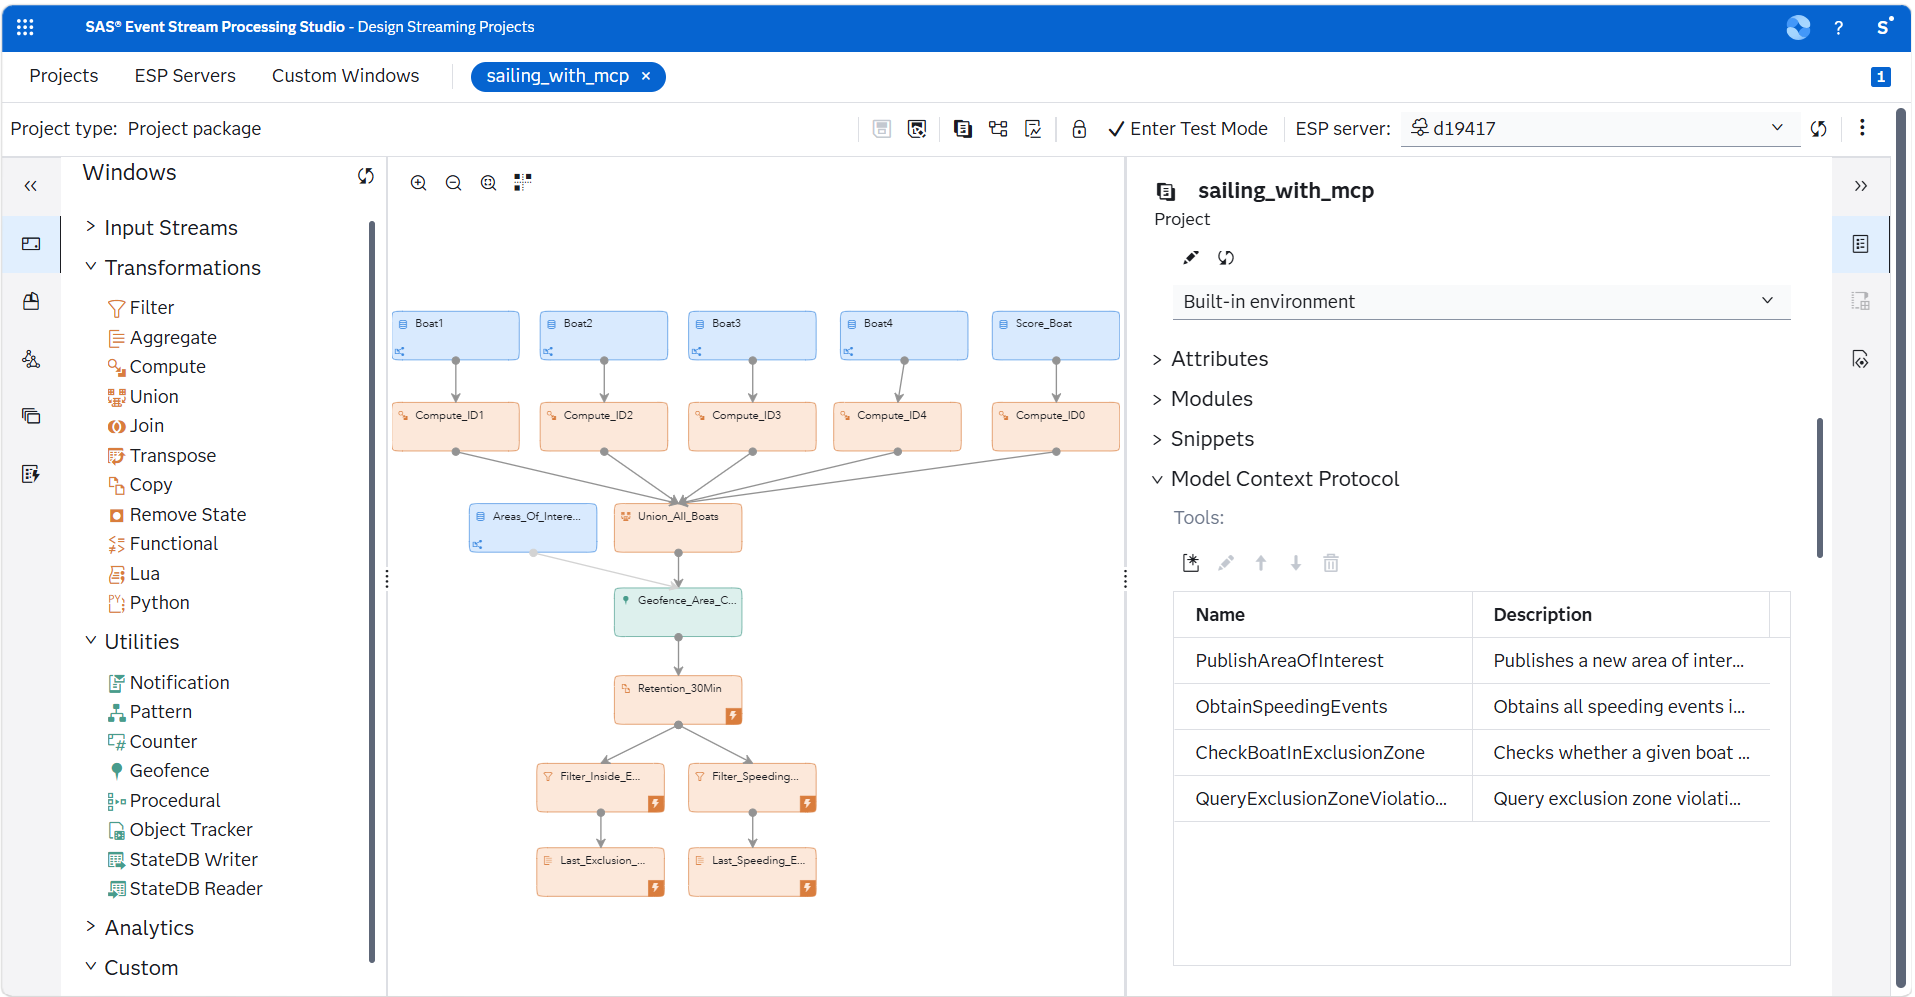 SAS® Event Stream Processing Studio - Design Streaming Projects
?
S
Projects
ESP Servers
Custom Windows
sailing_with_mcp ×
1
Project type: Project package
Enter Test Mode
ESP server:
d19417
Windows
Input Streams
Transformations
Filter
Aggregate
Compute
Union
Join
Transpose
Copy
Remove State
Functional
Lua
Python
Utilities
Notification
Pattern
Counter
Geofence
Procedural
Object Tracker
StateDB Writer
StateDB Reader
Analytics
Custom
Boat1
Boat2
Boat3
Boat4
Score_Boat
Compute_ID1
Compute_ID2
Compute_ID3
Compute_ID4
Compute_ID0
Areas_Of_Intere...
Union_All_Boats
Geofence_Area_C...
Retention_30Min
Filter_Inside_E...
Filter_Speeding...
Last_Exclusion_...
Last_Speeding_E...
sailing_with_mcp
Project
Built-in environment
Attributes
Modules
Snippets
Model Context Protocol
Tools:
Name Description
PublishAreaOfInterest Publishes a new area of inter...
ObtainSpeedingEvents Obtains all speeding events i...
CheckBoatInExclusionZone Checks whether a given boat ...
QueryExclusionZoneViolatio... Query exclusion zone violati...